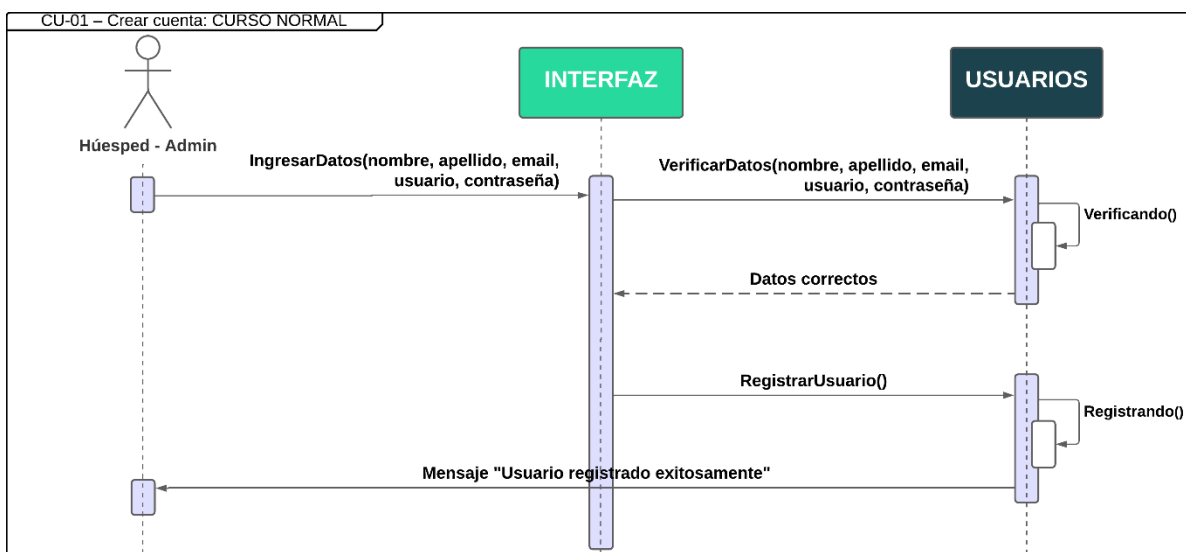 CU-01 – Crear cuenta: CURSO NORMAL
INTERFAZ
USUARIOS
Húesped - Admin
IngresarDatos(nombre, apellido, email,
usuario, contraseña)
VerificarDatos(nombre, apellido, email,
usuario, contraseña)
Verificando()
Datos correctos
RegistrarUsuario()
Registrando()
Mensaje "Usuario registrado exitosamente"